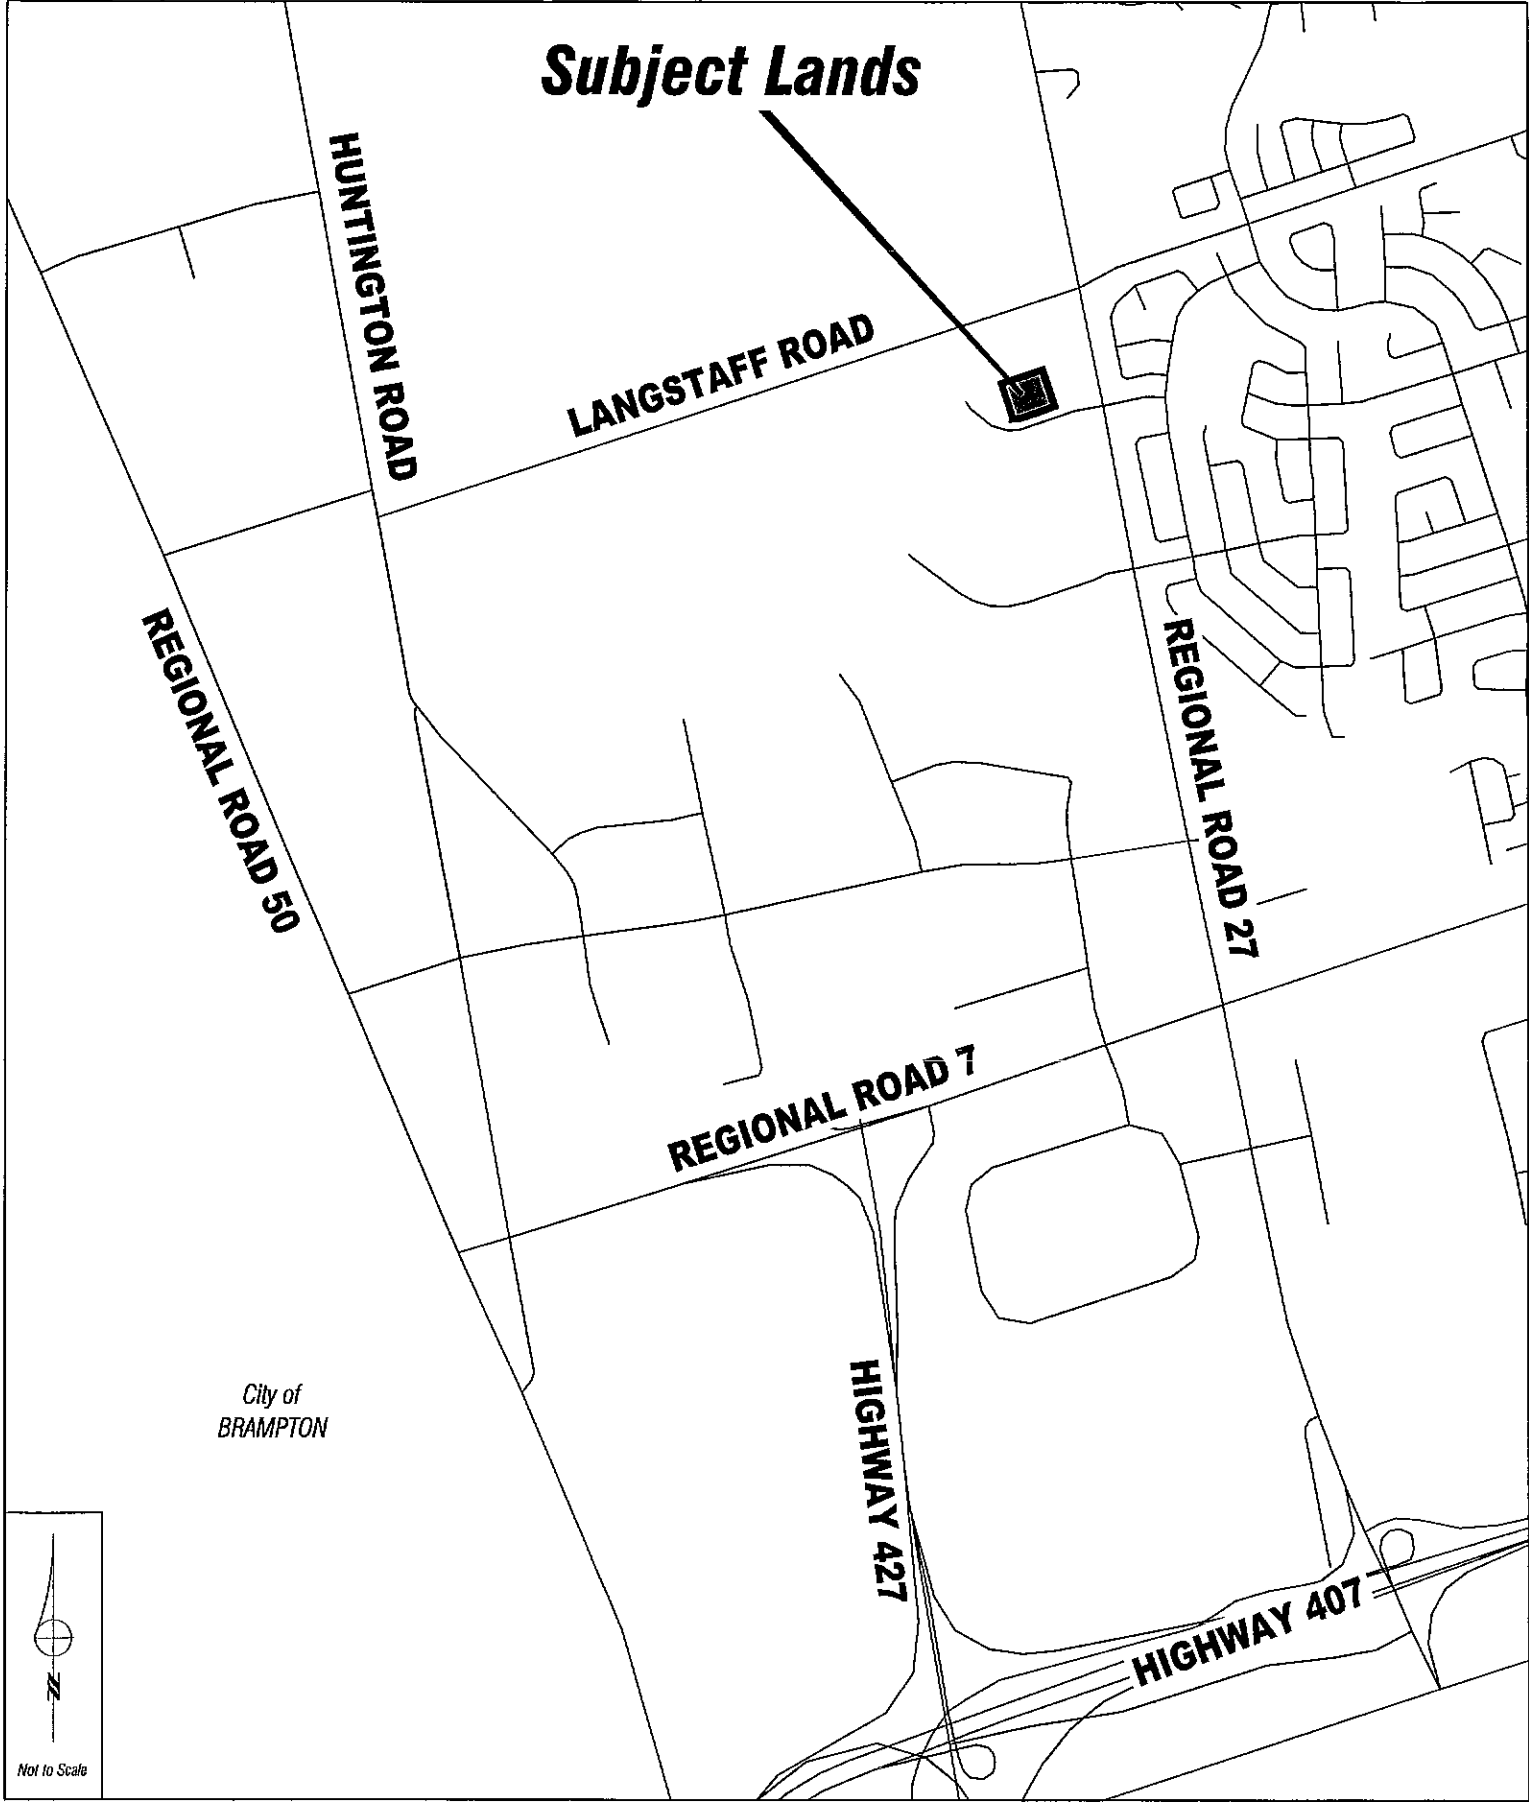 Subject Lands
HUNTINGTON ROAD
LANGSTAFF ROAD
REGIONAL ROAD 50
REGIONAL ROAD 27
REGIONAL ROAD 7
City of
BRAMPTON
HIGHWAY 427
HIGHWAY 407
N
Not to Scale